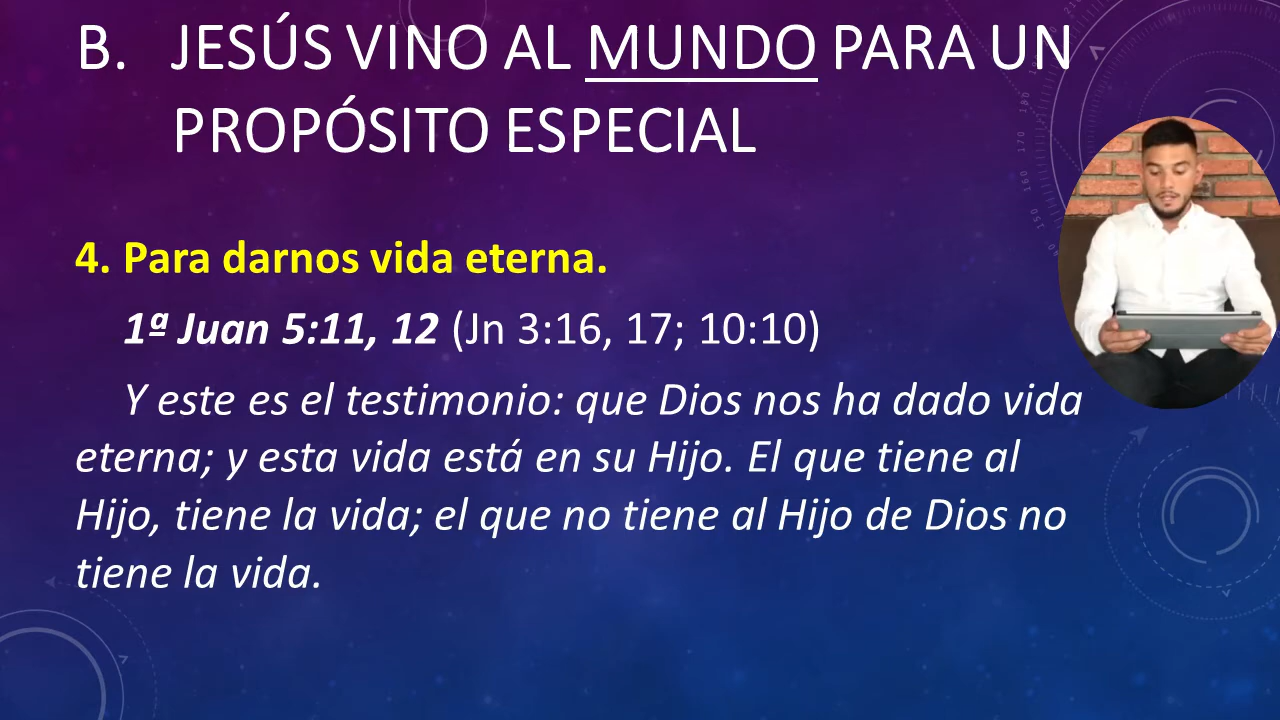 B. JESÚS VINO AL MUNDO PARA UN
PROPÓSITO ESPECIAL
4. Para darnos vida eterna.
1ª Juan 5:11, 12 (Jn 3:16, 17; 10:10)
Y este es el testimonio: que Dios nos ha dado vida
eterna; y esta vida está en su Hijo. El que tiene al
Hijo, tiene la vida; el que no tiene al Hijo de Dios no
tiene la vida.